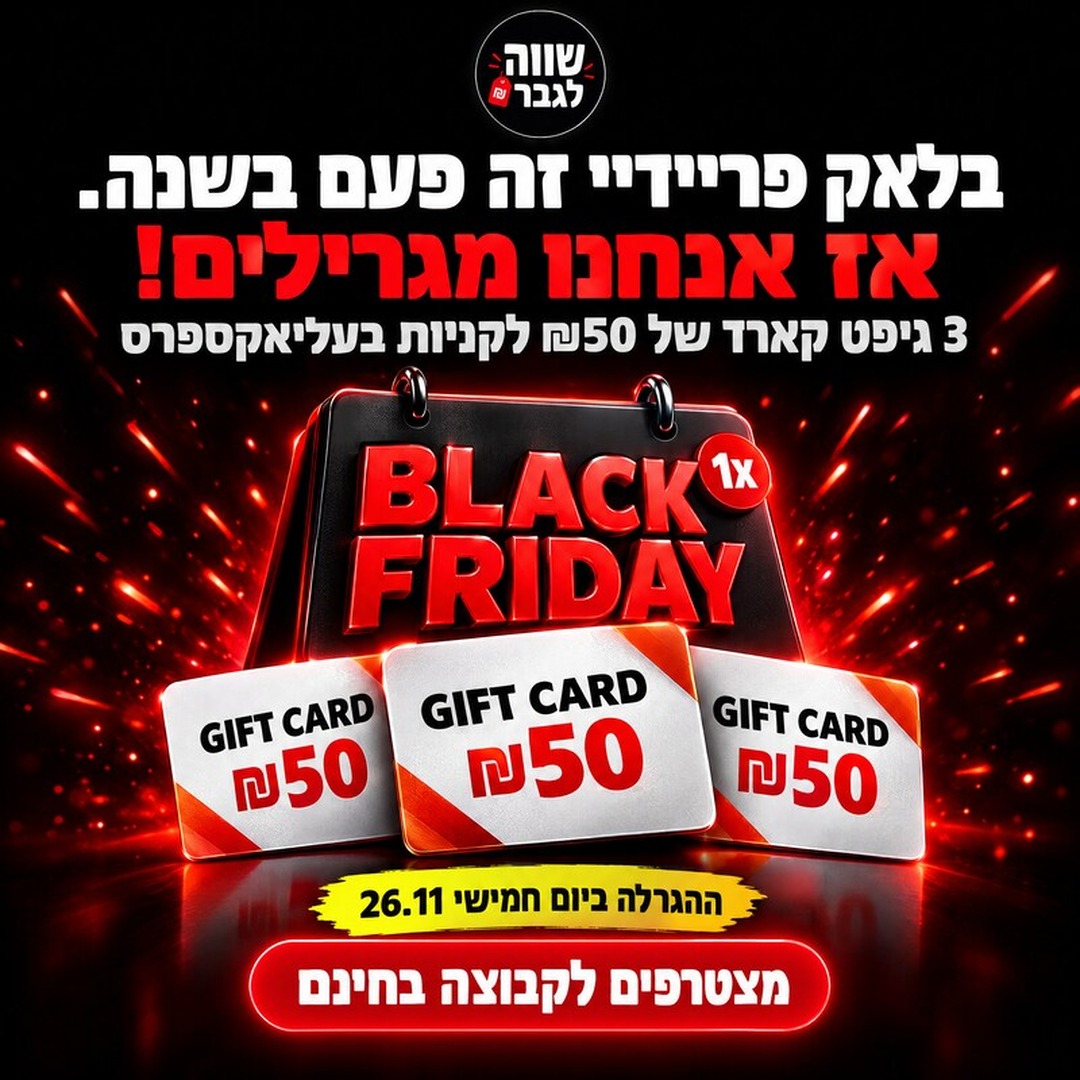 שווה
לגבר
₪
בלאק פריידיי זה פעם בשנה.
אז אנחנו מגרילים!
3 גיפט קארד של 50₪ לקניות בעליאקספרס
BLACK
FRIDAY
1x
GIFT CARD
₪50
GIFT CARD
₪50
GIFT CARD
₪50
ההגרלה ביום חמישי 26.11
מצטרפים לקבוצה בחינם